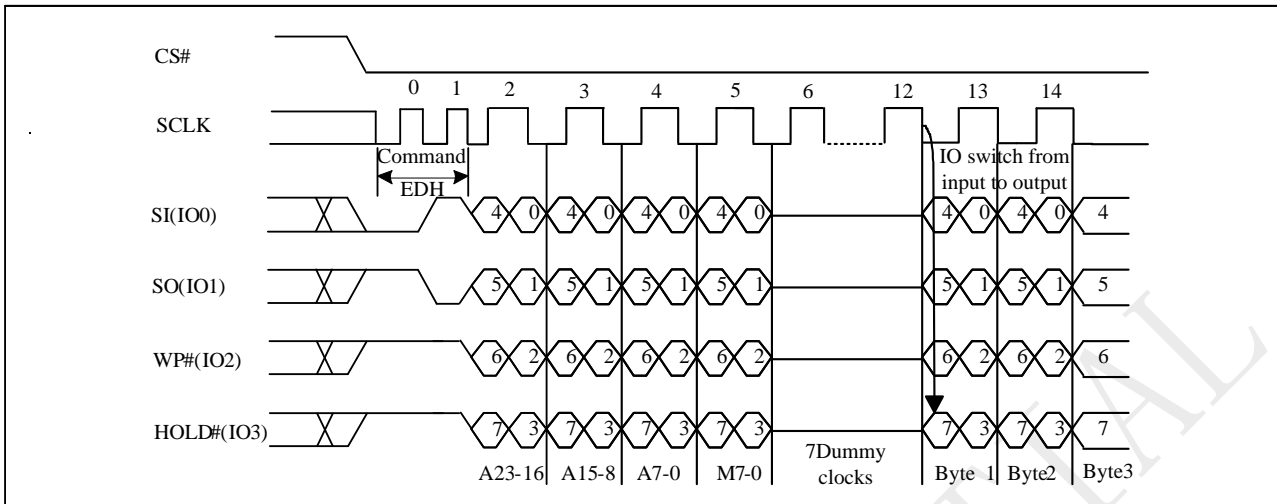 CS#
0 1 2 3 4 5 6 12 13 14
SCLK
Command
IO switch from
EDH
input to output
SI(IO0)
4 0 4 0 4 0 4 0 4 0 4 0 4
SO(IO1)
5 1 5 1 5 1 5 1 5 1 5 1 5
WP#(IO2)
6 2 6 2 6 2 6 2 6 2 6 2 6
HOLD#(IO3)
7 3 7 3 7 3 7 3 7 3 7 3 7
7Dummy
clocks
A23-16 A15-8 A7-0 M7-0 Byte 1 Byte2 Byte3